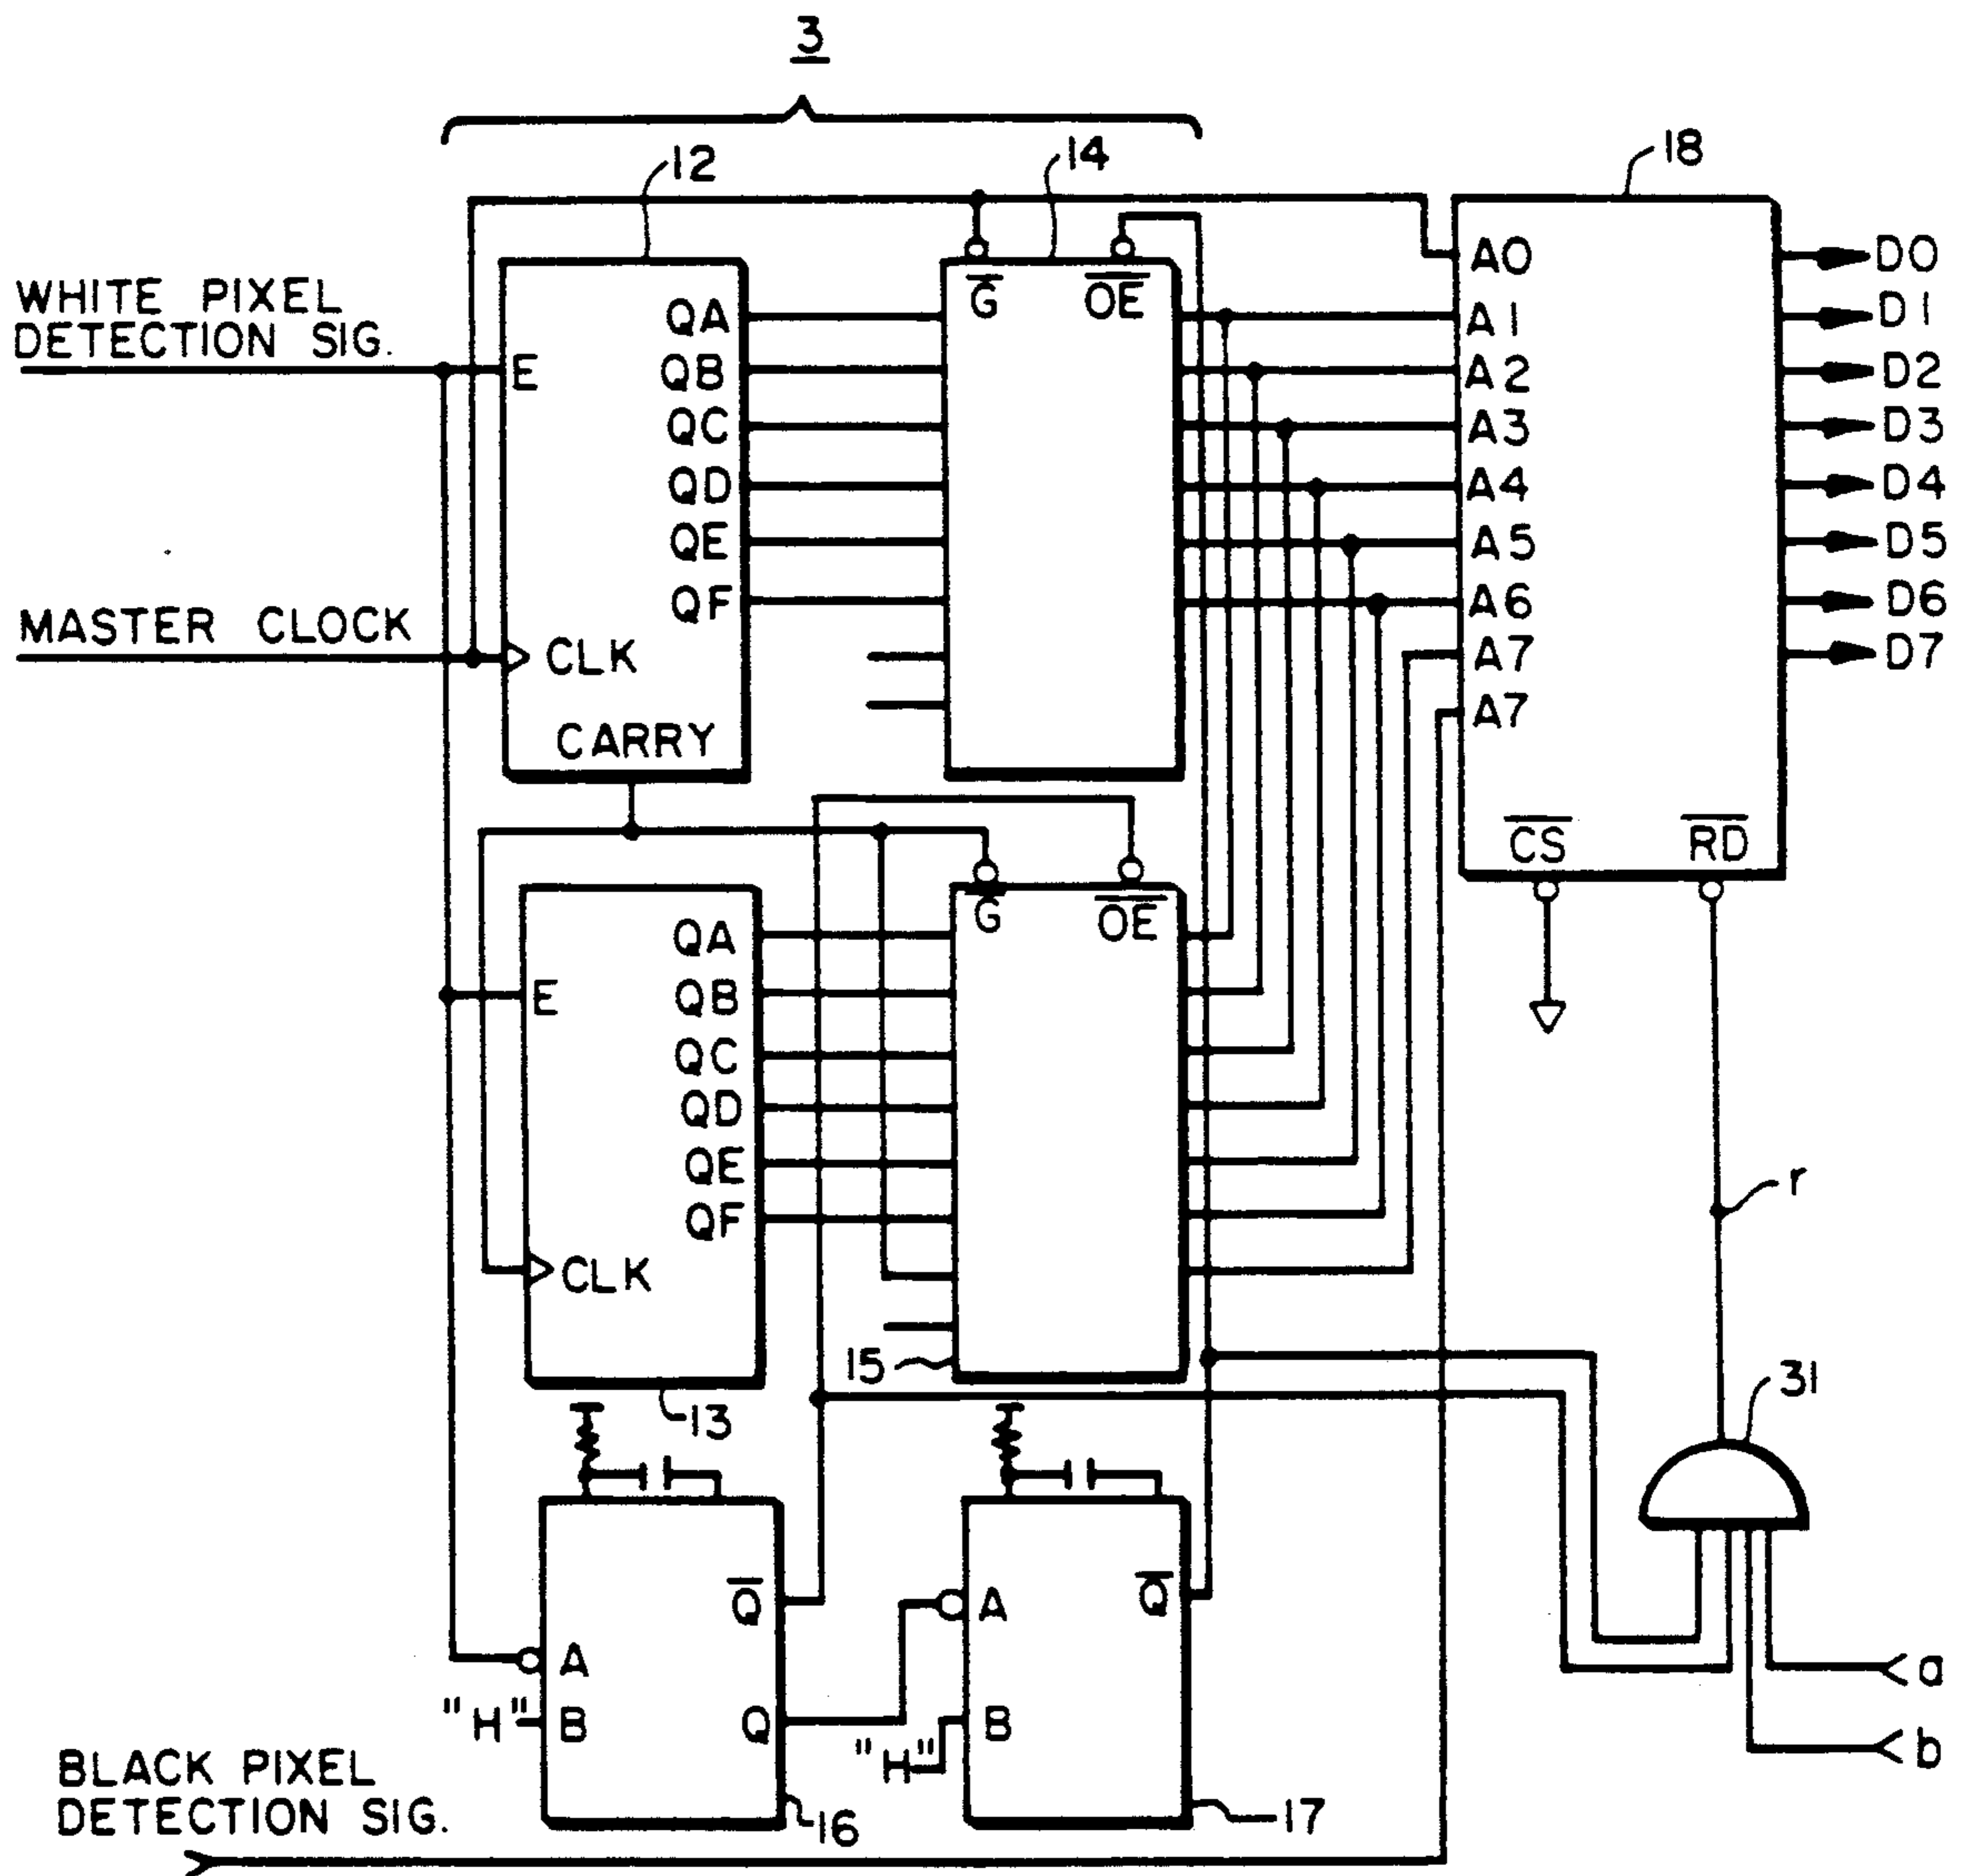 3
12
14
18
WHITE PIXEL
DETECTION SIG.
E
QA
QB
QC
QD
QE
QF
MASTER CLOCK
CLK
CARRY
G
OE
A0
A1
A2
A3
A4
A5
A6
A7
A7
CS
RD
D0
D1
D2
D3
D4
D5
D6
D7
E
QA
QB
QC
QD
QE
QF
CLK
13
G
OE
15
r
31
A
"H" B
Q
Q
16
A
"H" B
Q
17
a
b
BLACK PIXEL
DETECTION SIG.